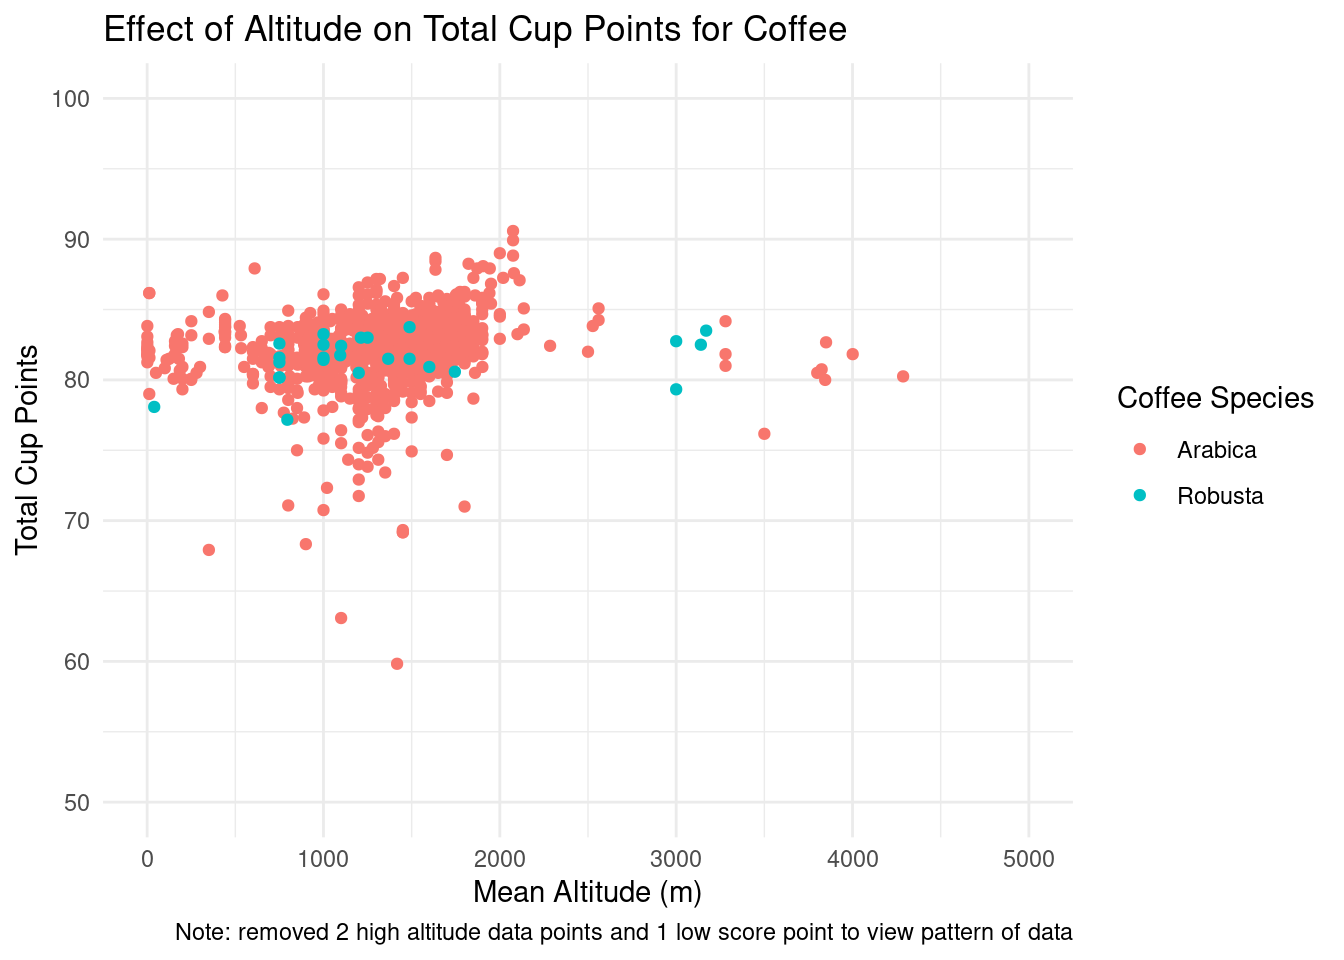 Effect of Altitude on Total Cup Points for Coffee
100
90
80
70
60
50
Total Cup Points
0 1000 2000 3000 4000 5000
Mean Altitude (m)
Coffee Species
Arabica
Robusta
Note: removed 2 high altitude data points and 1 low score point to view pattern of data